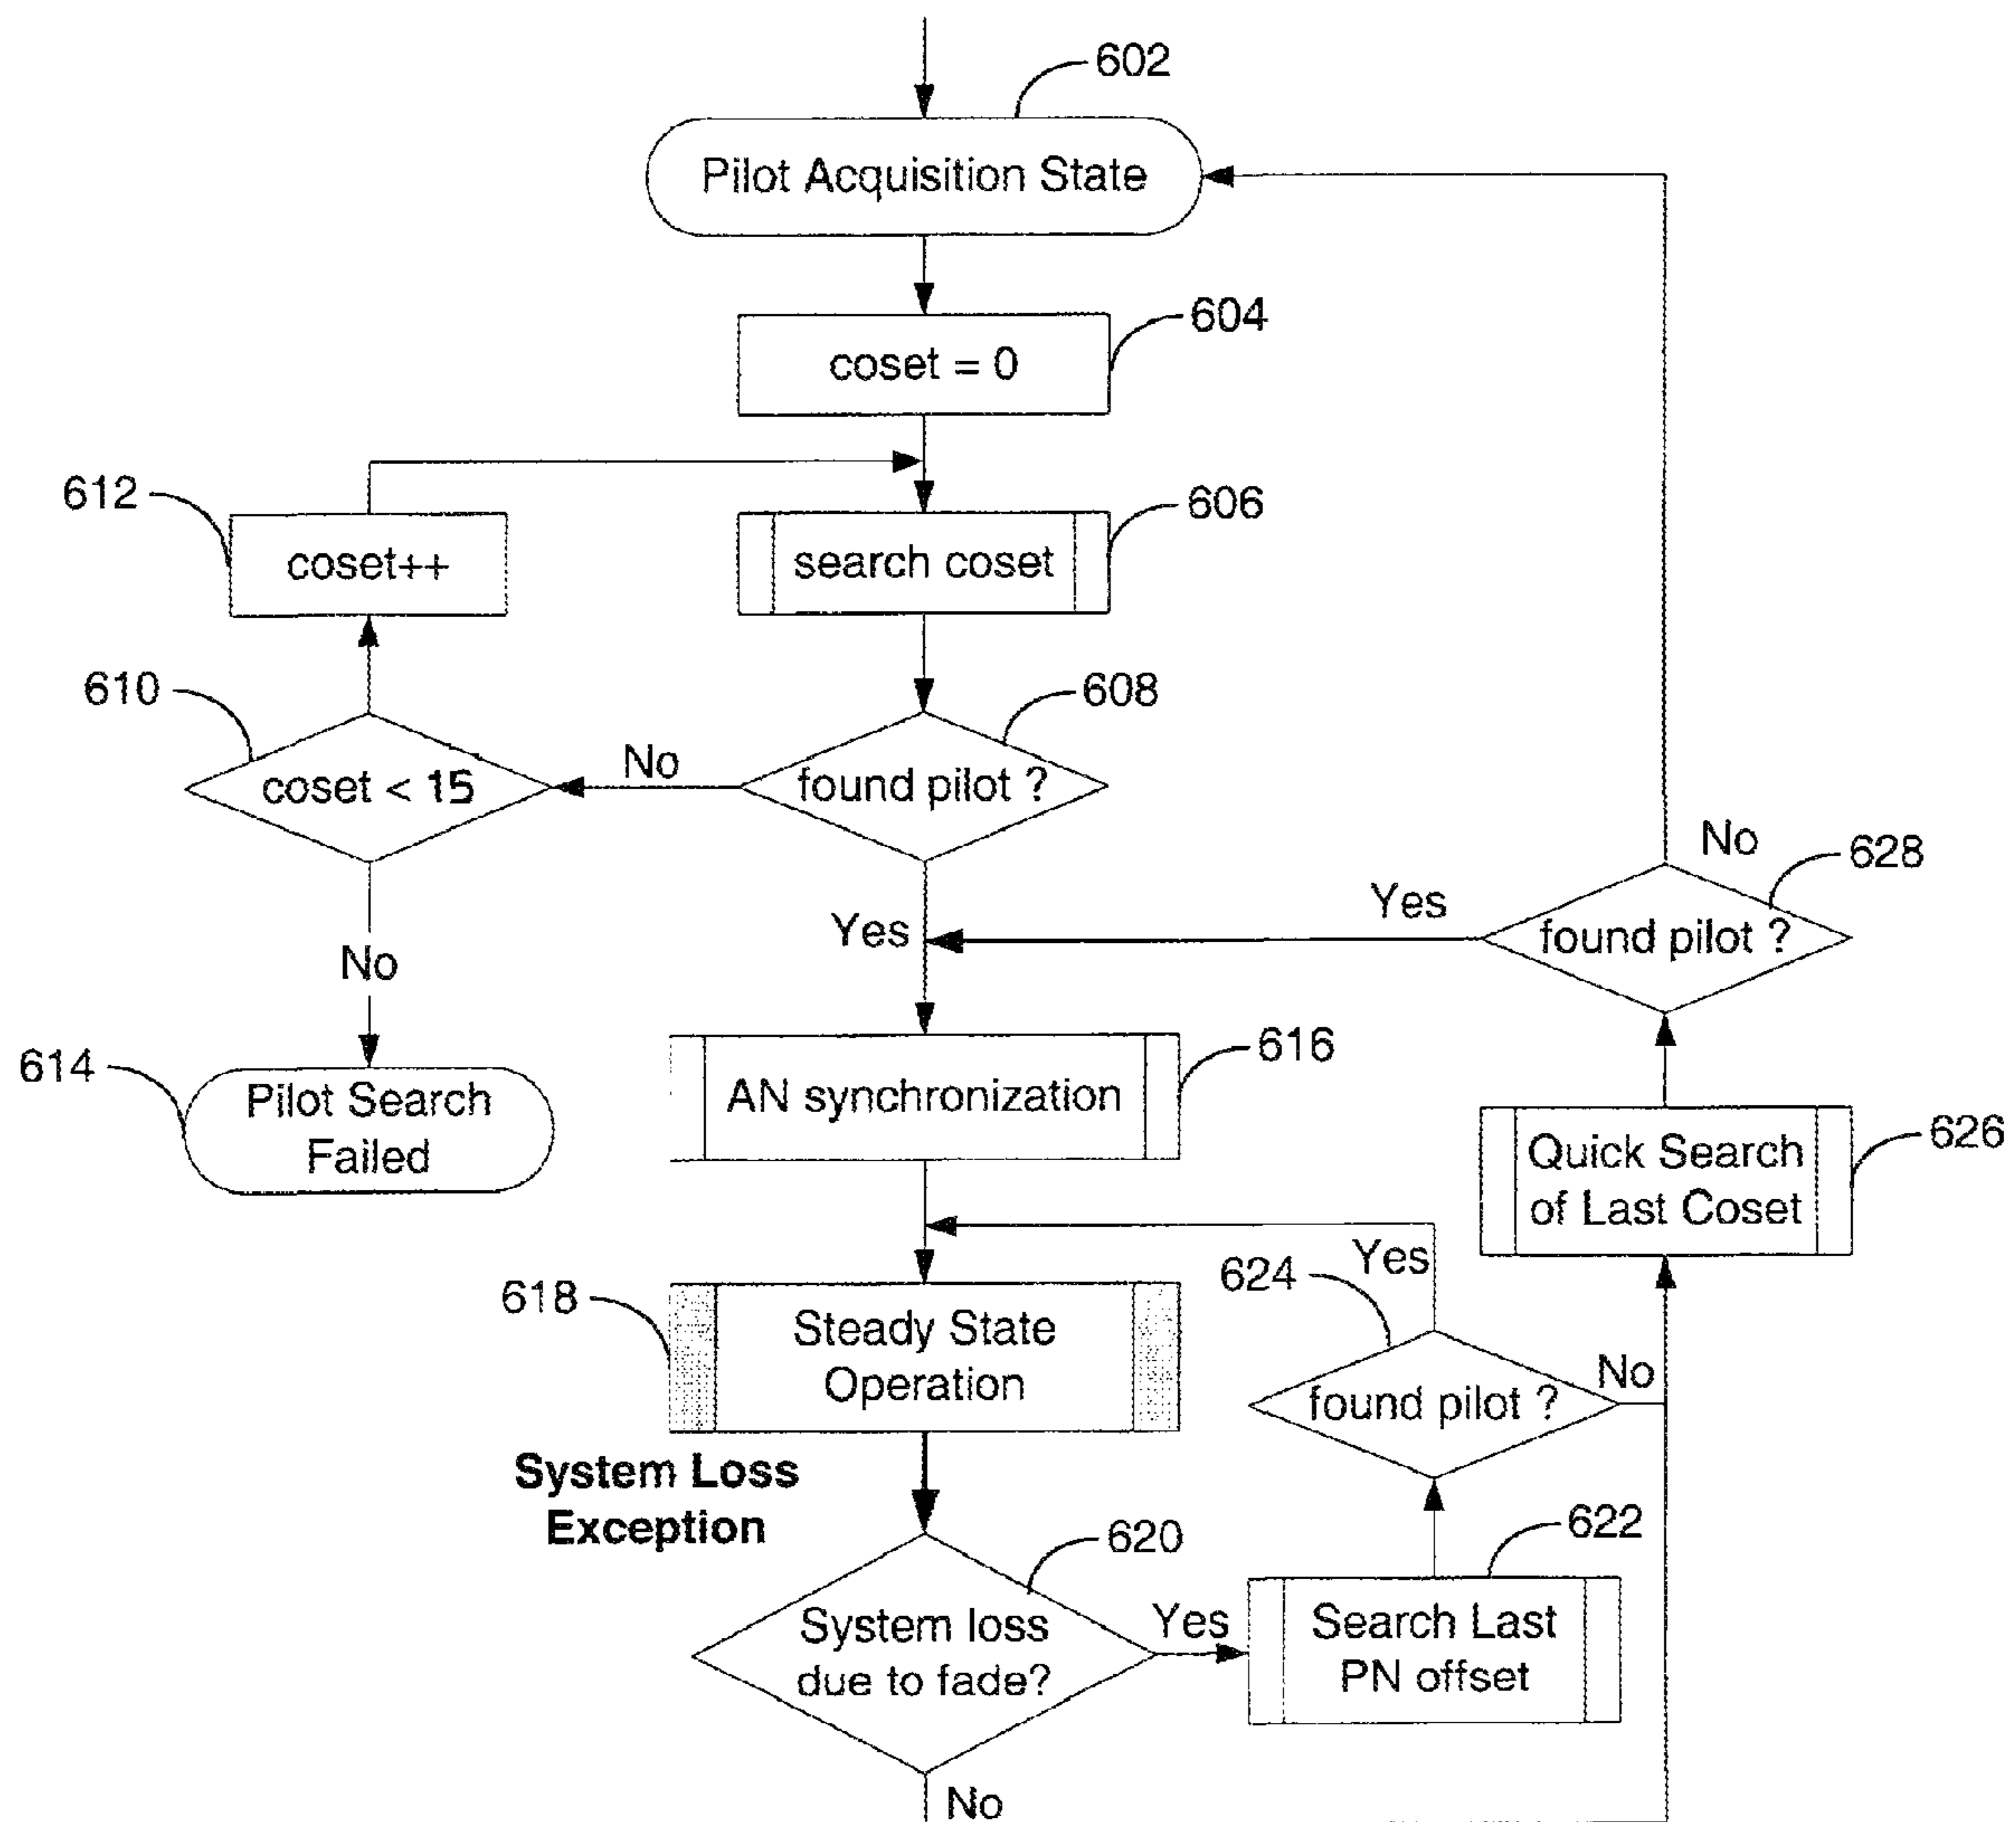 602
Pilot Acquisition State
604
coset = 0
612
606
coset++
search coset
610
608
coset < 15
No
found pilot ?
No
628
Yes
Yes
found pilot ?
No
614
Pilot Search
Failed
616
AN synchronization
626
Quick Search
of Last Coset
618
Steady State
Operation
624
Yes
found pilot ?
No
System Loss
Exception
620
622
System loss
due to fade?
Yes
Search Last
PN offset
No